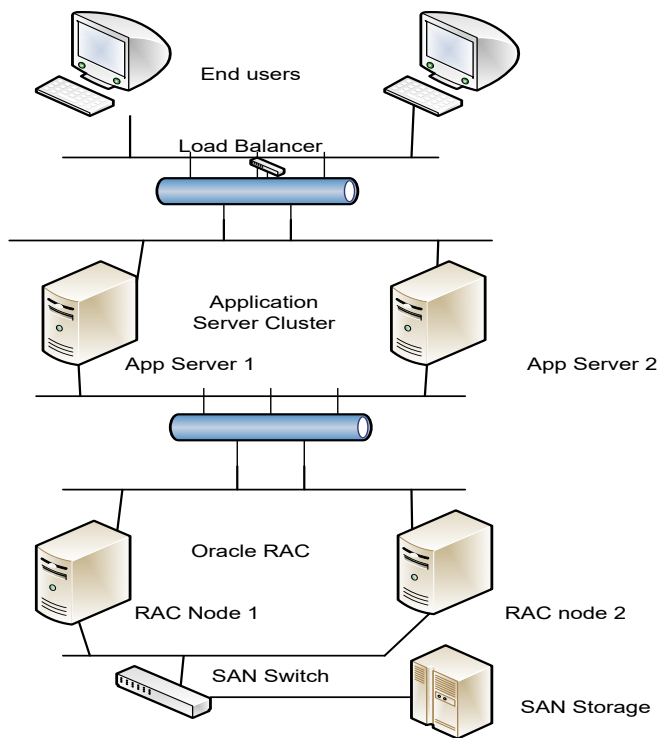 End users
Load Balancer
Application
Server Cluster
App Server 1
App Server 2
Oracle RAC
RAC Node 1
RAC node 2
SAN Switch
SAN Storage